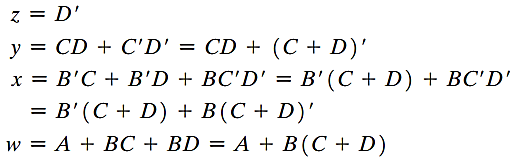 z = D′
y = CD + C′D′ = CD + (C + D)′
x = B′C + B′D + BC′D′ = B′(C + D) + BC′D′
= B′(C + D) + B(C + D)′
w = A + BC + BD = A + B(C + D)